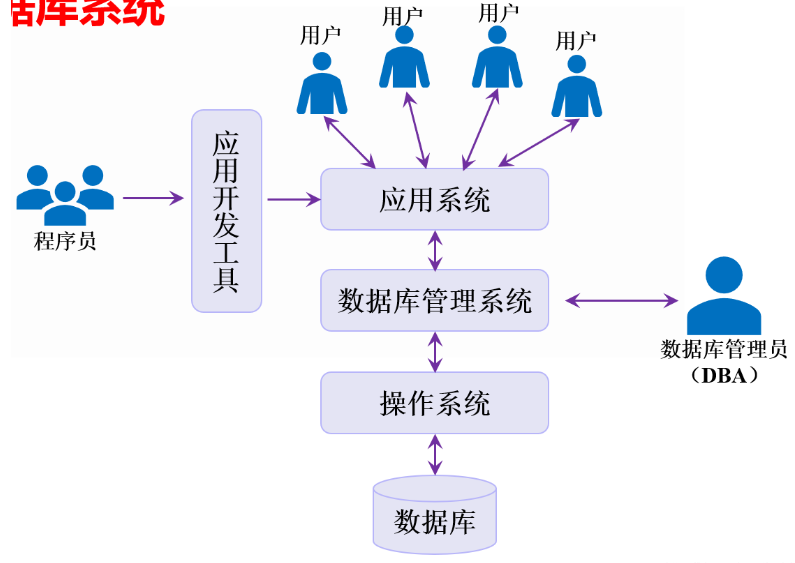 据库系统
用户
用户
用户
用户
应用开发工具
程序员
应用系统
数据库管理系统
数据库管理员
（DBA）
操作系统
数据库